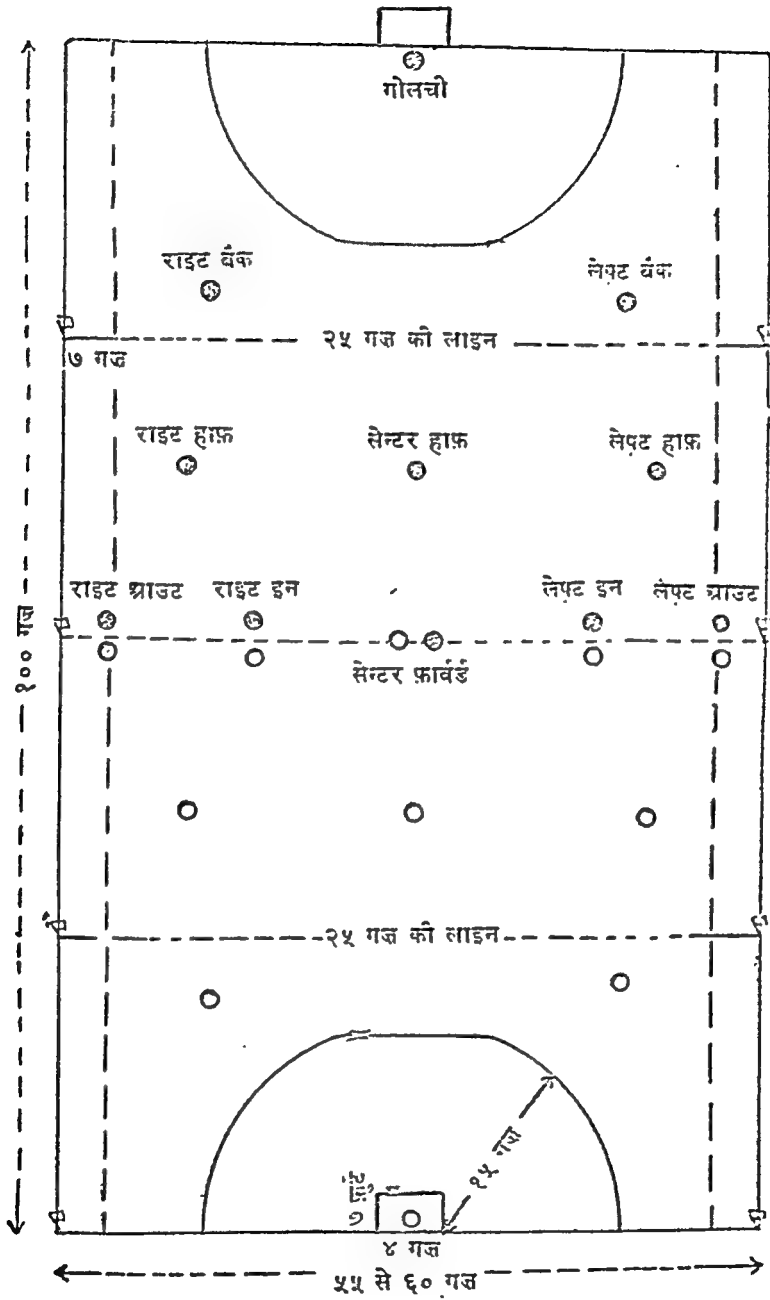 गोलची
राइट बैक
लेफ्ट बैक
२५ गज़ की लाइन
७ गज़
राइट हाफ़
सेन्टर हाफ़
लेफ्ट हाफ़
राइट आउट
राइट इन
लेफ्ट इन
लेफ्ट आउट
सेन्टर फ़ार्वर्ड
१०० गज़
२५ गज़ की लाइन
१५ गज़
७
४ गज़
५५ से ६० गज़